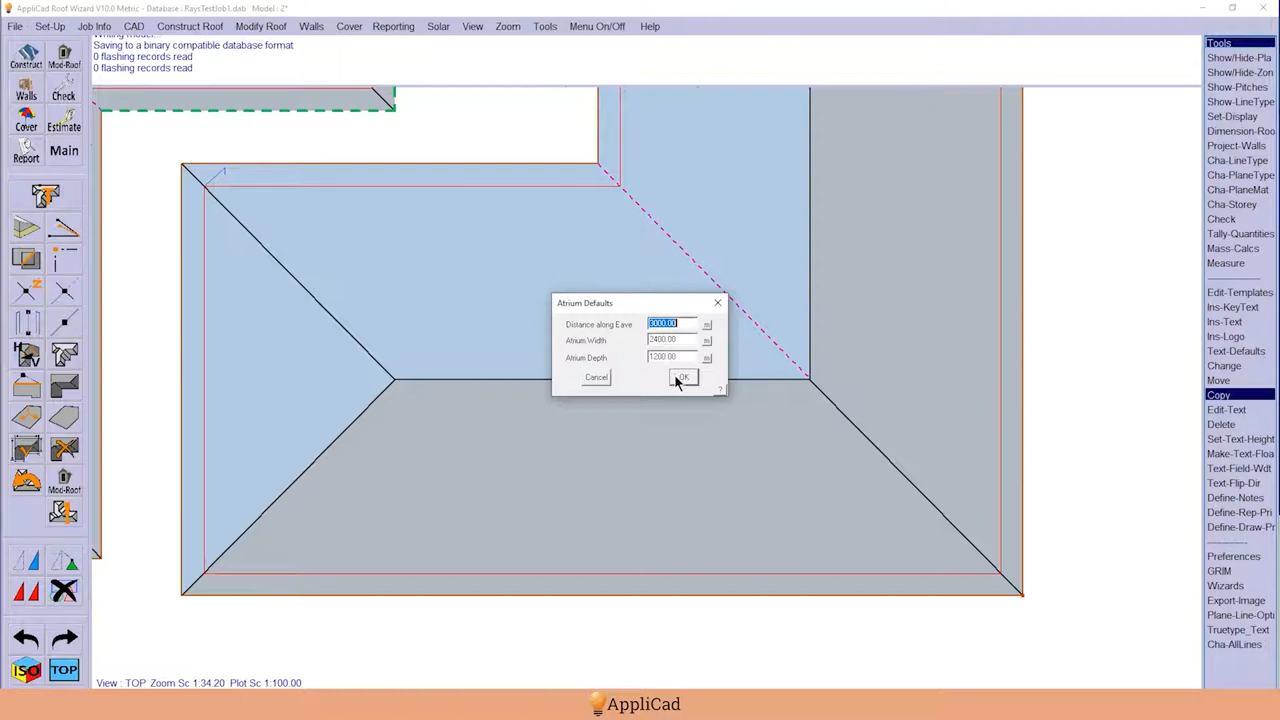 AppliCad Roof Wizard V10.0 Metric - Database : RaysTestJob1.dab Model : Z*
File Set-Up Job Info CAD Construct Roof Modify Roof Walls Cover Reporting Solar View Zoom Tools Menu On/Off Help
Saving to a binary compatible database format
0 flashing records read
0 flashing records read
Construct
Mod-Roof
Walls
Check
Cover
Estimate
Report
Main
Mod-Roof
ISO
TOP
1
Atrium Defaults
Distance along Eave 3000.00 m
Atrium Width 2400.00 m
Atrium Depth 1200.00 m
Cancel OK
?
View : TOP Zoom Sc 1:34.20 Plot Sc 1:100.00
Tools
Show/Hide-Pla
Show/Hide-Zon
Show-Pitches
Show-LineType
Set-Display
Dimension-Roo
Project-Walls
Cha-LineType
Cha-PlaneType
Cha-PlaneMat
Cha-Storey
Check
Tally-Quantities
Mass-Calcs
Measure
Edit-Templates
Ins-KeyText
Ins-Text
Ins-Logo
Text-Defaults
Change
Move
Copy
Edit-Text
Delete
Set-Text-Height
Make-Text-Floa
Text-Field-Wdt
Text-Flip-Dir
Define-Notes
Define-Rep-Pri
Define-Draw-Pr
Preferences
GRIM
Wizards
Export-Image
Plane-Line-Opti
Truetype_Text
Cha-AllLines
AppliCad